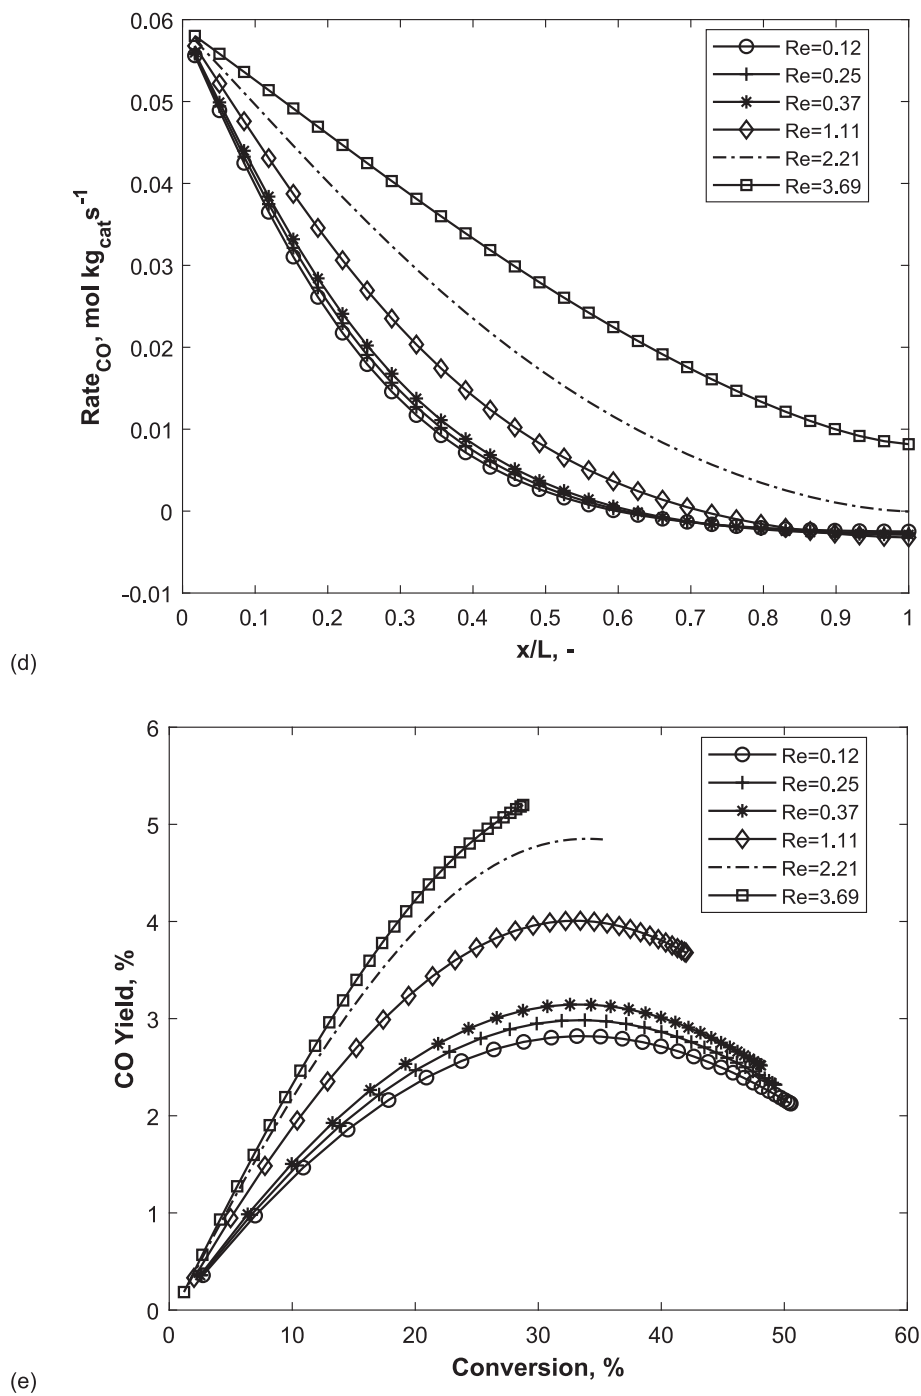 0.06
0.05
0.04
0.03
0.02
0.01
0
-0.01
Rate_CO, mol kg_cat s^-1
Re=0.12
Re=0.25
Re=0.37
Re=1.11
Re=2.21
Re=3.69
0 0.1 0.2 0.3 0.4 0.5 0.6 0.7 0.8 0.9 1
x/L, -
(d)
6
5
4
3
2
1
0
CO Yield, %
Re=0.12
Re=0.25
Re=0.37
Re=1.11
Re=2.21
Re=3.69
0 10 20 30 40 50 60
Conversion, %
(e)